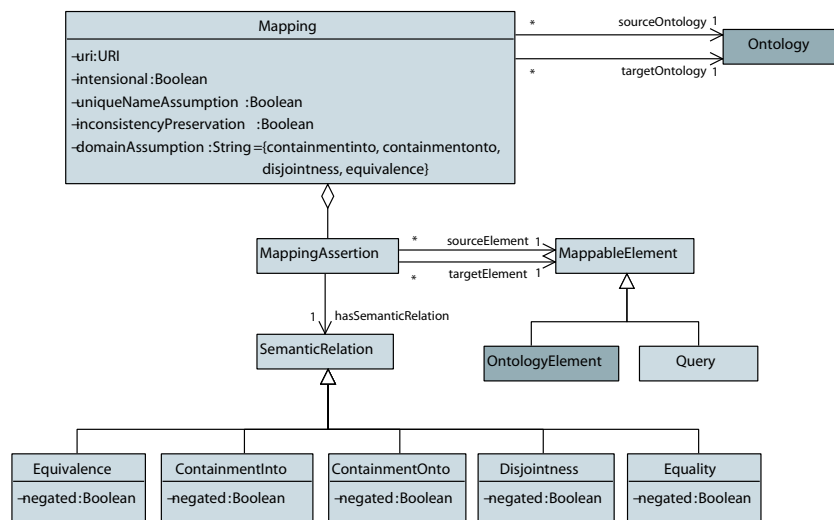 Mapping
-uri:URI
-intensional:Boolean
-uniqueNameAssumption :Boolean
-inconsistencyPreservation :Boolean
-domainAssumption :String={containmentinto, containmentonto,
disjointness, equivalence}
* sourceOntology 1
Ontology
* targetOntology 1
MappingAssertion
* sourceElement 1
MappableElement
* targetElement 1
1 hasSemanticRelation
SemanticRelation
OntologyElement
Query
Equivalence
-negated:Boolean
ContainmentInto
-negated:Boolean
ContainmentOnto
-negated:Boolean
Disjointness
-negated:Boolean
Equality
-negated:Boolean